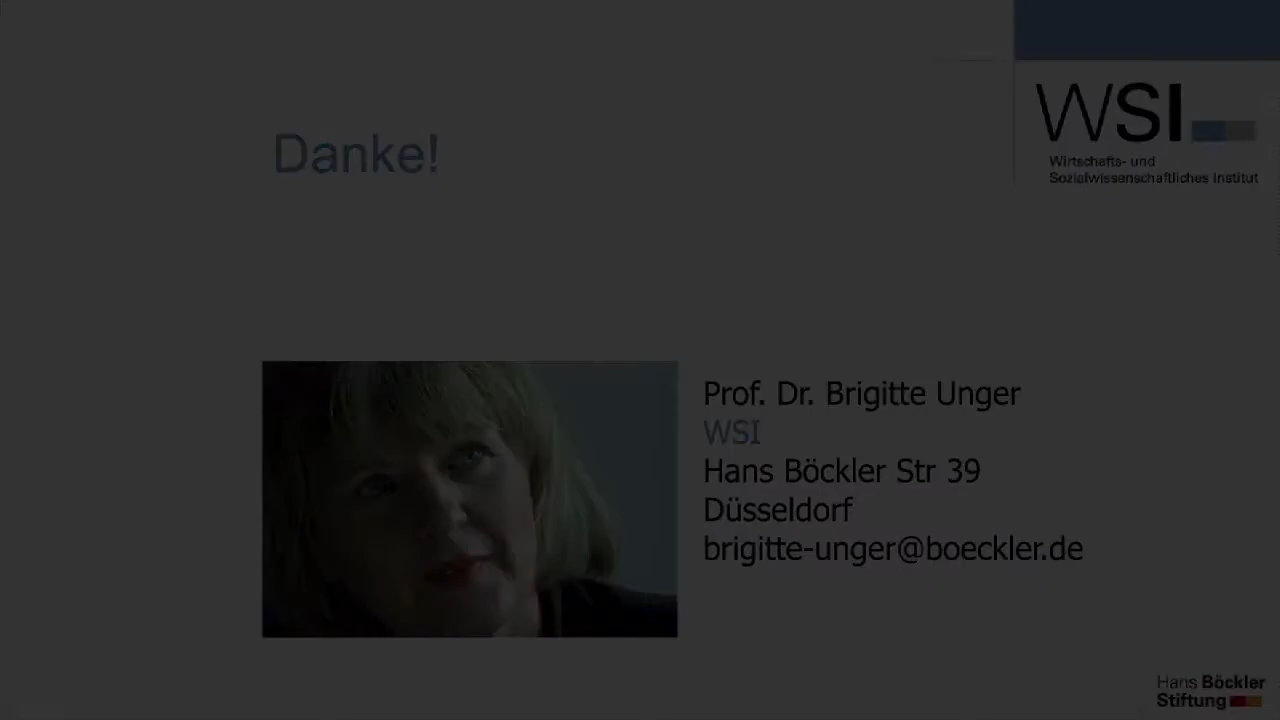 Danke!
WSI
Wirtschafts- und
Sozialwissenschaftliches Institut
Prof. Dr. Brigitte Unger
WSI
Hans Böckler Str 39
Düsseldorf
brigitte-unger@boeckler.de
Hans Böckler
Stiftung